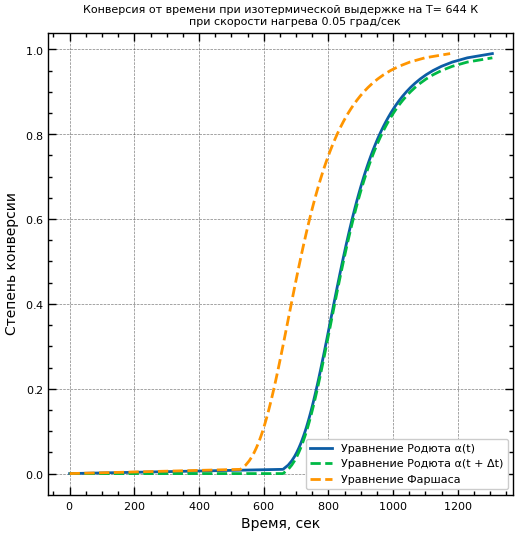 Конверсия от времени при изотермической выдержке на T= 644 K
при скорости нагрева 0.05 град/сек
1.0
0.8
0.6
0.4
0.2
0.0
Степень конверсии
Уравнение Родюта α(t)
Уравнение Родюта α(t + Δt)
Уравнение Фаршаса
0 200 400 600 800 1000 1200
Время, сек